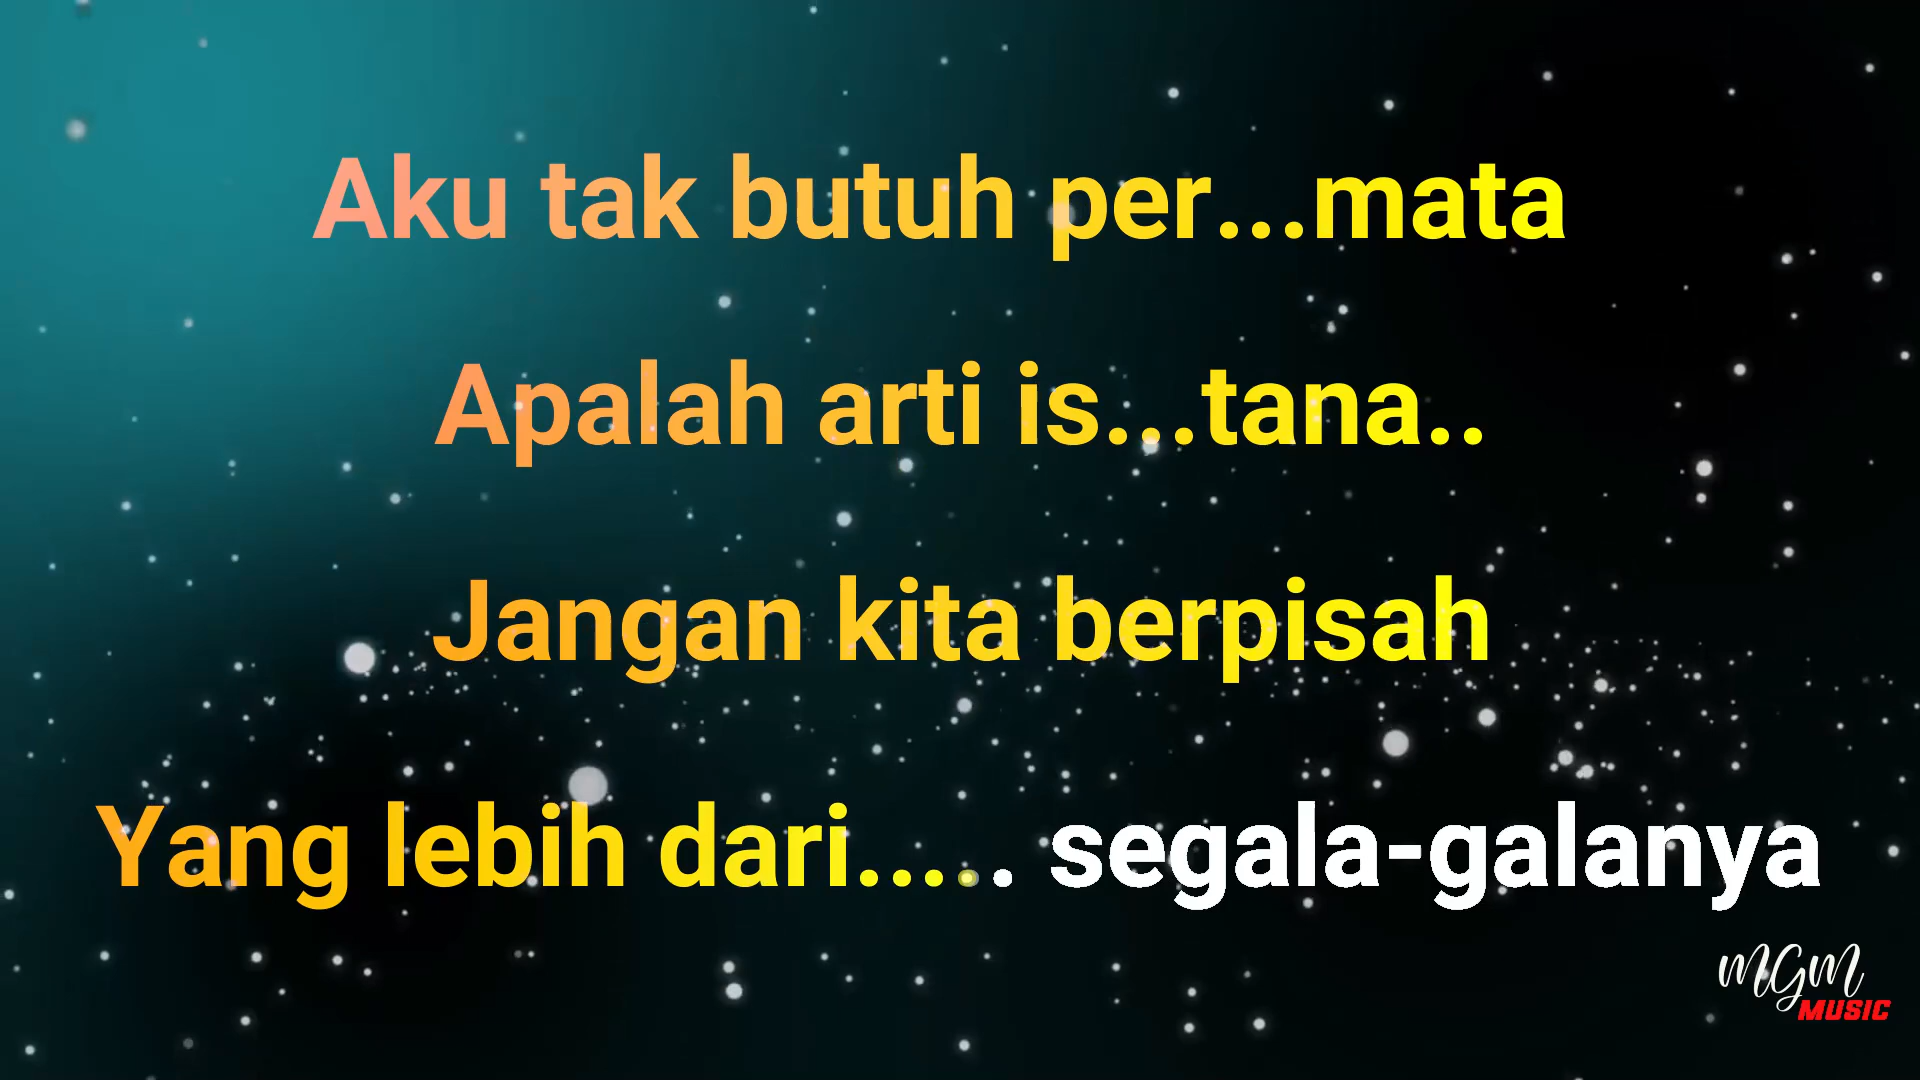 Aku tak butuh per...mata
Apalah arti is...tana..
Jangan kita berpisah
Yang lebih dari..... segala-galanya
MGM
MUSIC